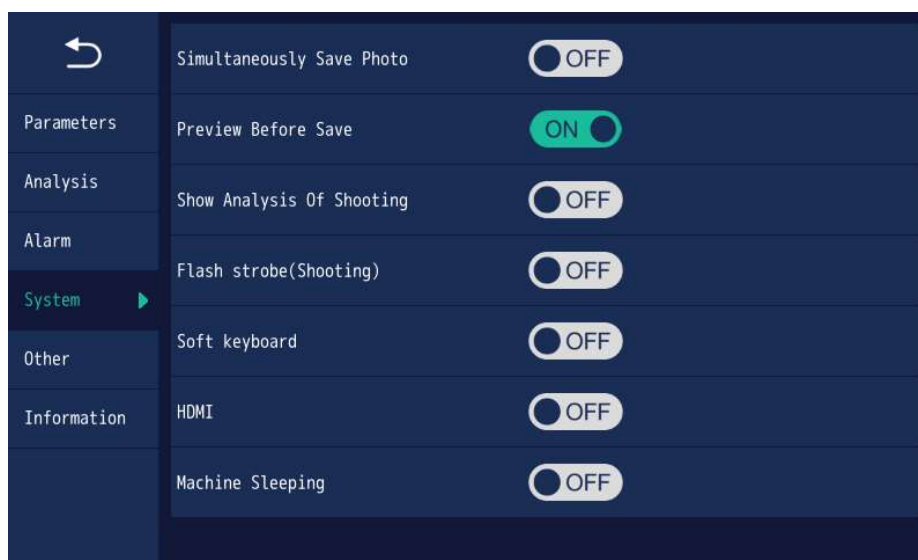 Parameters
Analysis
Alarm
System
Other
Information
Simultaneously Save Photo OFF
Preview Before Save ON
Show Analysis Of Shooting OFF
Flash strobe(Shooting) OFF
Soft keyboard OFF
HDMI OFF
Machine Sleeping OFF